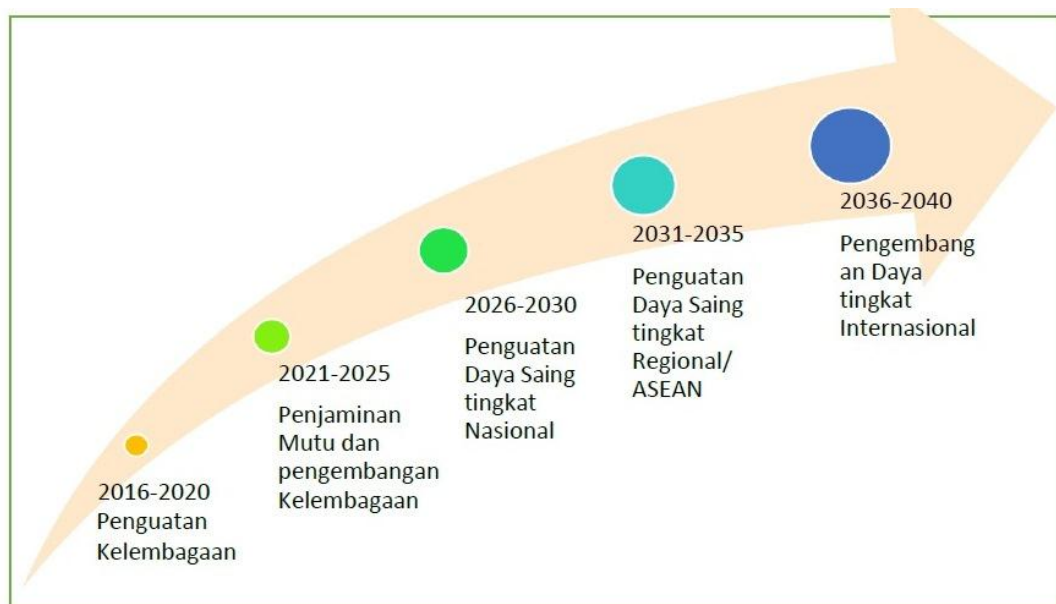 2016-2020
Penguatan
Kelembagaan
2021-2025
Penjaminan
Mutu dan
pengembangan
Kelembagaan
2026-2030
Penguatan
Daya Saing
tingkat
Nasional
2031-2035
Penguatan
Daya Saing
tingkat
Regional/
ASEAN
2036-2040
Pengembang
an Daya
tingkat
Internasional